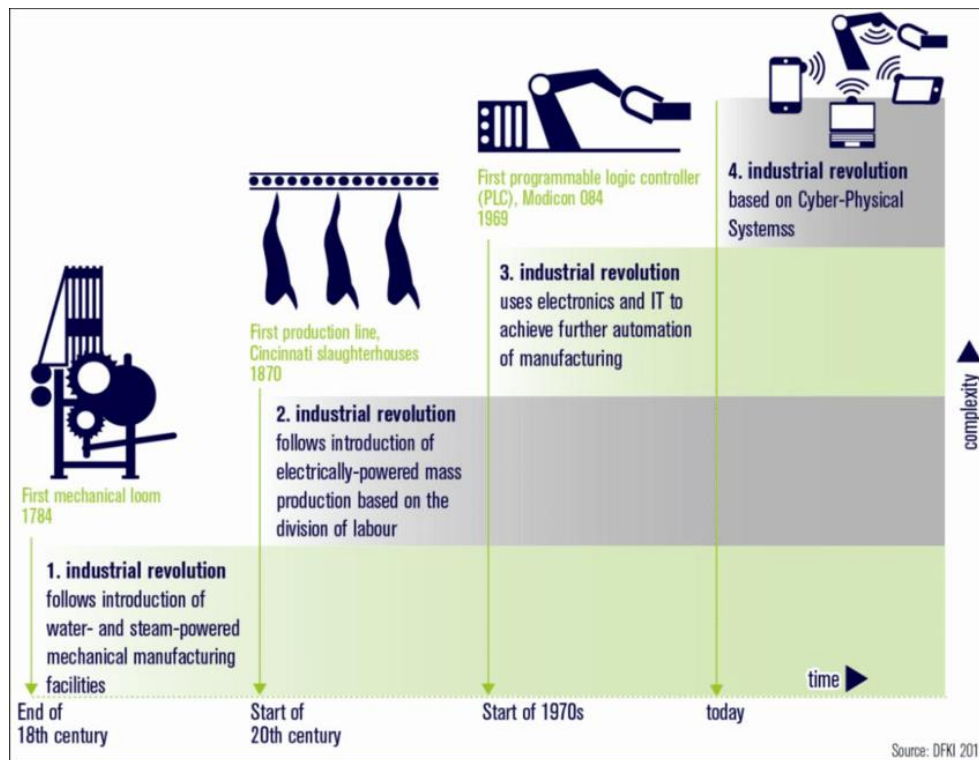 First programmable logic controller
(PLC), Modicon 084
1969
4. industrial revolution
based on Cyber-Physical
Systemss
3. industrial revolution
uses electronics and IT to
achieve further automation
of manufacturing
First production line,
Cincinnati slaughterhouses
1870
2. industrial revolution
follows introduction of
electrically-powered mass
production based on the
division of labour
First mechanical loom
1784
1. industrial revolution
follows introduction of
water- and steam-powered
mechanical manufacturing
facilities
complexity
time
End of
18th century
Start of
20th century
Start of 1970s
today
Source: DFKI 201